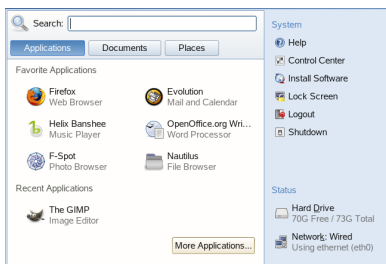 Search:
Applications
Documents
Places
Favorite Applications
Firefox
Web Browser
Evolution
Mail and Calendar
Helix Banshee
Music Player
OpenOffice.org Wri...
Word Processor
F-Spot
Photo Browser
Nautilus
File Browser
Recent Applications
The GIMP
Image Editor
More Applications...
System
Help
Control Center
Install Software
Lock Screen
Logout
Shutdown
Status
Hard Drive
70G Free / 73G Total
Network: Wired
Using ethernet (eth0)